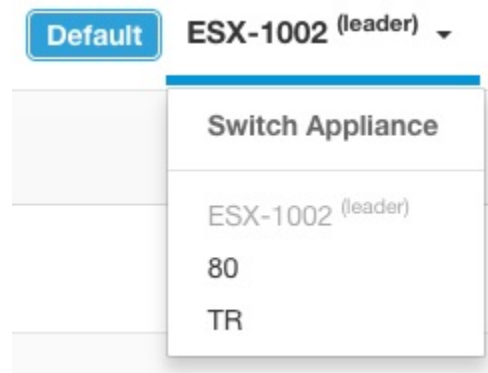 Default ESX-1002 (leader)
Switch Appliance
ESX-1002 (leader)
80
TR